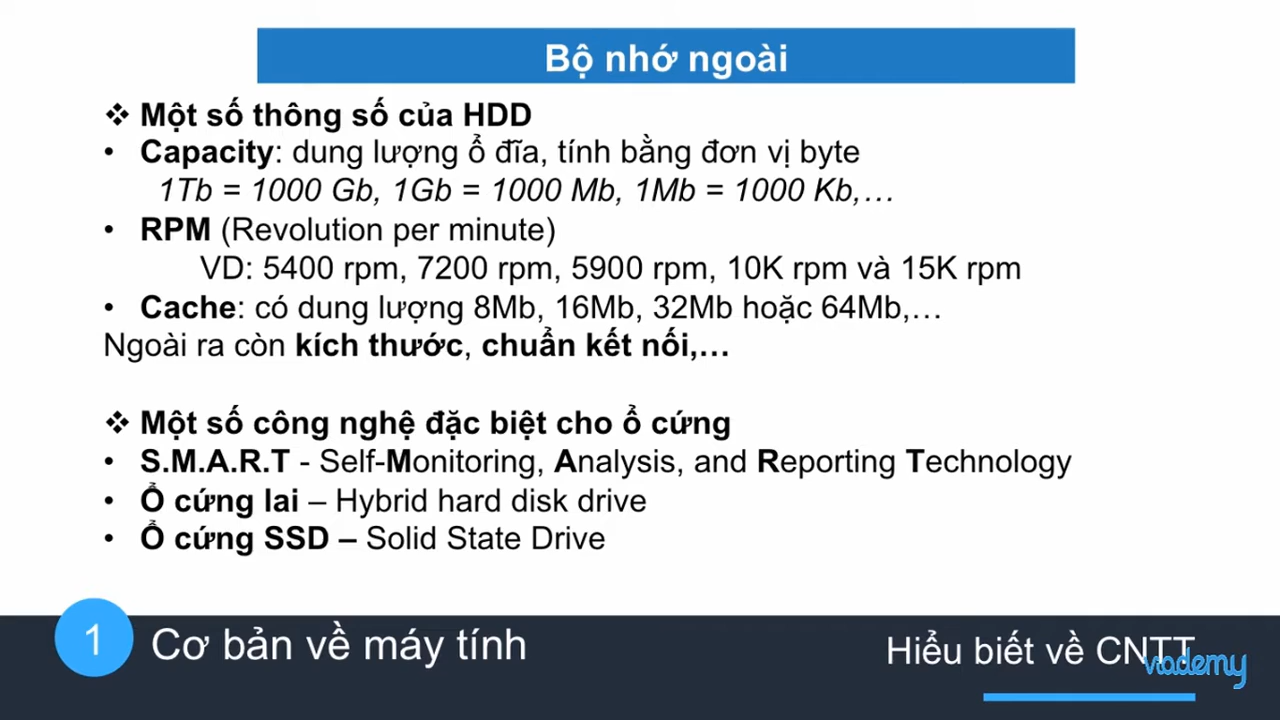 Bộ nhớ ngoài
❖ Một số thông số của HDD
• Capacity: dung lượng ổ đĩa, tính bằng đơn vị byte
1Tb = 1000 Gb, 1Gb = 1000 Mb, 1Mb = 1000 Kb,…
• RPM (Revolution per minute)
VD: 5400 rpm, 7200 rpm, 5900 rpm, 10K rpm và 15K rpm
• Cache: có dung lượng 8Mb, 16Mb, 32Mb hoặc 64Mb,…
Ngoài ra còn kích thước, chuẩn kết nối,…
❖ Một số công nghệ đặc biệt cho ổ cứng
• S.M.A.R.T - Self-Monitoring, Analysis, and Reporting Technology
• Ổ cứng lai – Hybrid hard disk drive
• Ổ cứng SSD – Solid State Drive
1 Cơ bản về máy tính
Hiểu biết về CNTT
viademy